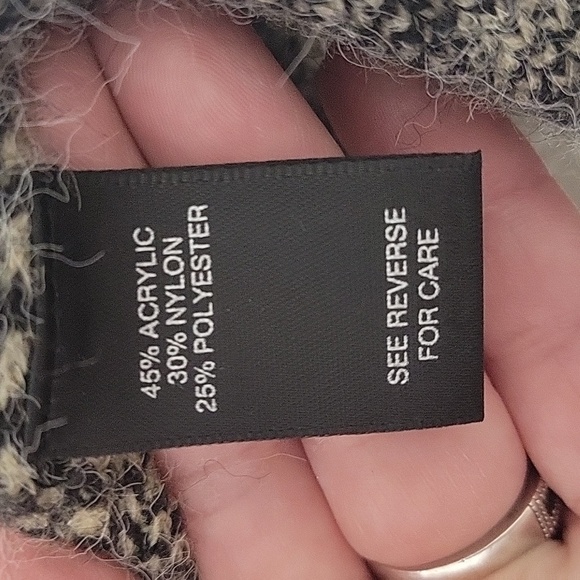 45% ACRYLIC
30% NYLON
25% POLYESTER
SEE REVERSE
FOR CARE